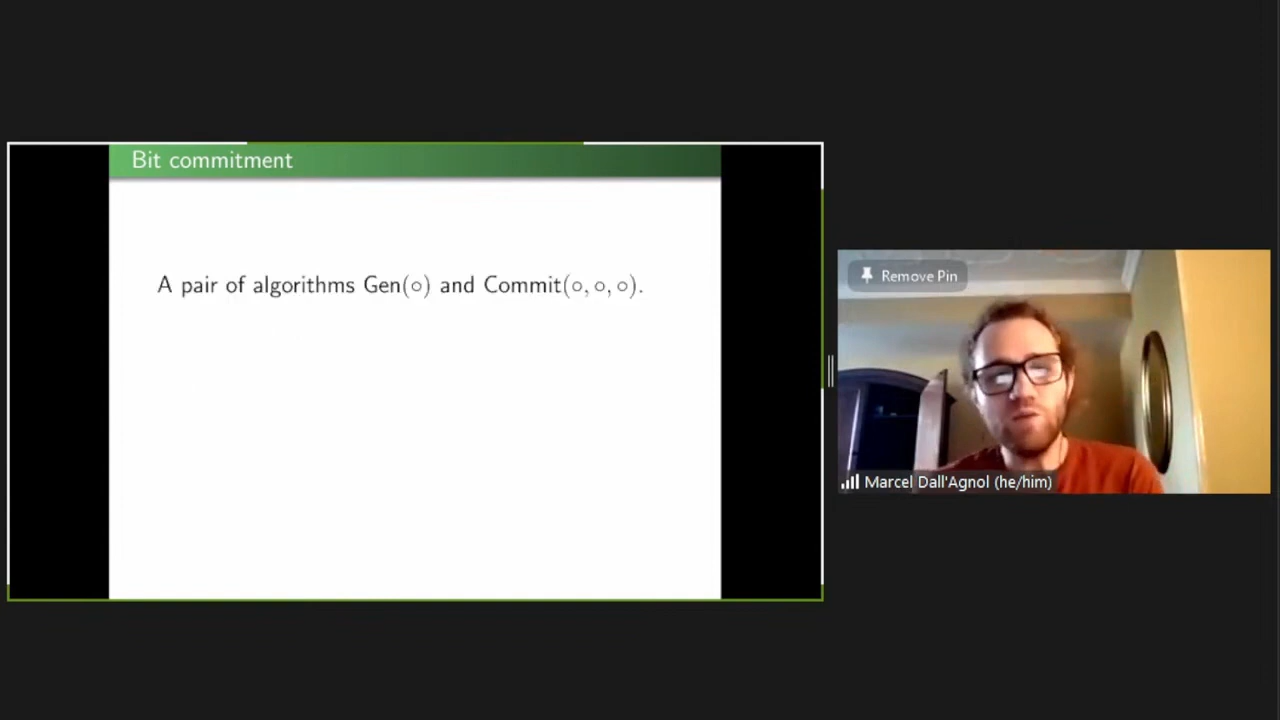 Bit commitment
A pair of algorithms Gen(∘) and Commit(∘, ∘, ∘).
Remove Pin
Marcel Dall'Agnol (he/him)